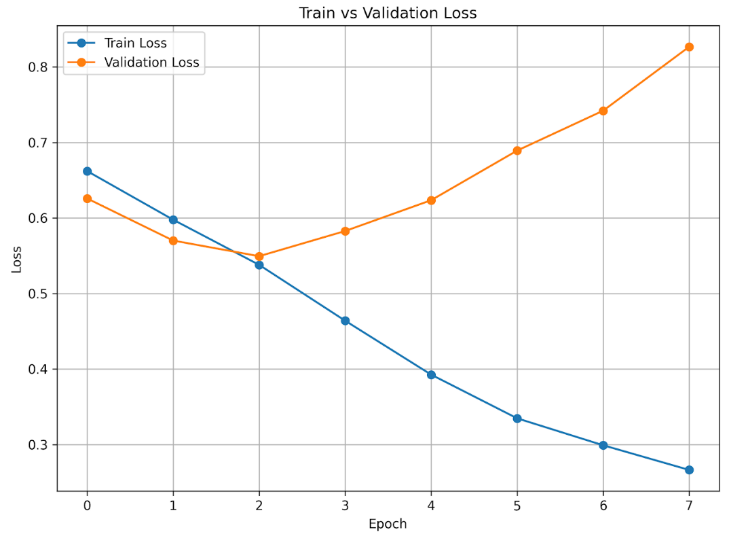 Train vs Validation Loss
Train Loss
Validation Loss
0.8
0.7
0.6
0.5
0.4
0.3
Loss
0 1 2 3 4 5 6 7
Epoch